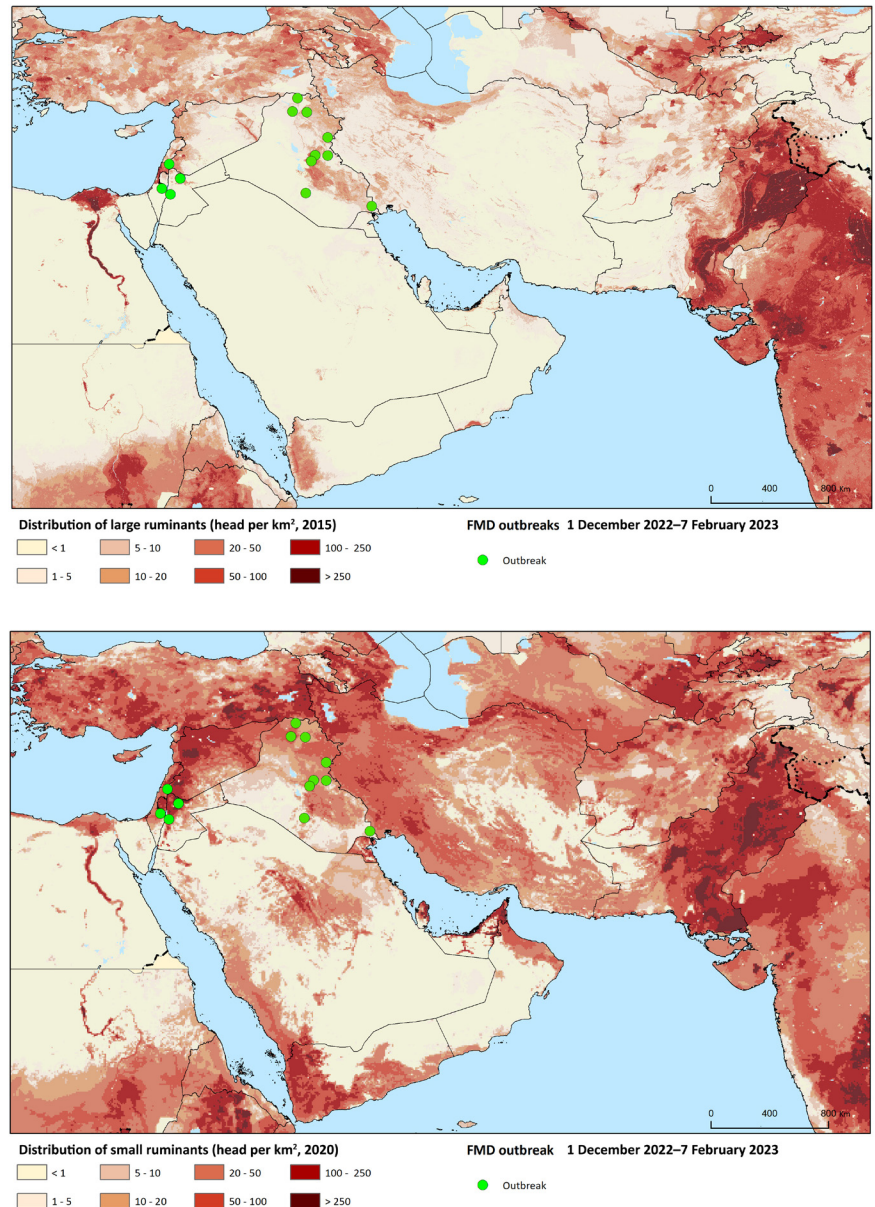 0 400 800 Km
Distribution of large ruminants (head per km², 2015) FMD outbreaks 1 December 2022–7 February 2023
< 1 5 - 10 20 - 50 100 - 250
Outbreak
1 - 5 10 - 20 50 - 100 > 250
0 400 800 Km
Distribution of small ruminants (head per km², 2020) FMD outbreak 1 December 2022–7 February 2023
< 1 5 - 10 20 - 50 100 - 250
Outbreak
1 - 5 10 - 20 50 - 100 > 250